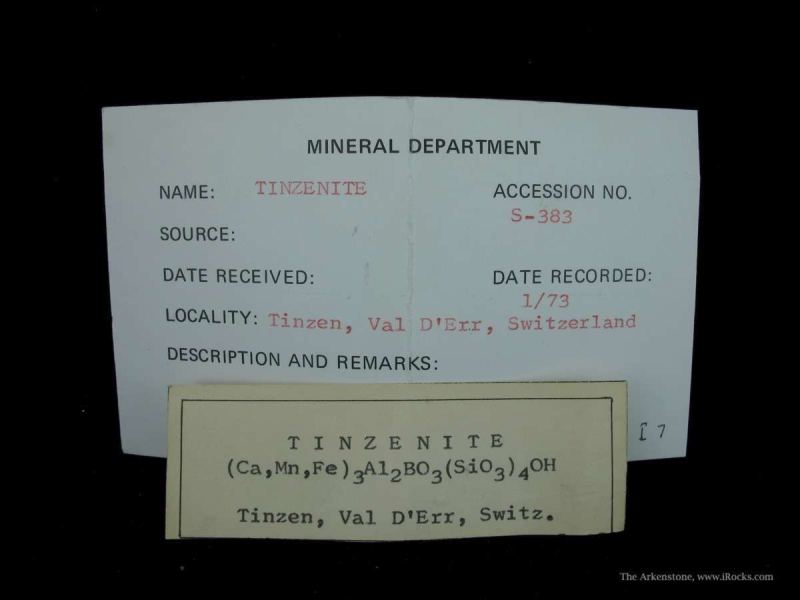 MINERAL DEPARTMENT
NAME: TINZENITE
ACCESSION NO.
S-383
SOURCE:
DATE RECEIVED:
DATE RECORDED:
1/73
LOCALITY: Tinzen, Val D'Err, Switzerland
DESCRIPTION AND REMARKS:
I 7
TINZENITE
(Ca,Mn,Fe)₃Al₂BO₃(SiO₃)₄OH
Tinzen, Val D'Err, Switz.
The Arkenstone, www.iRocks.com